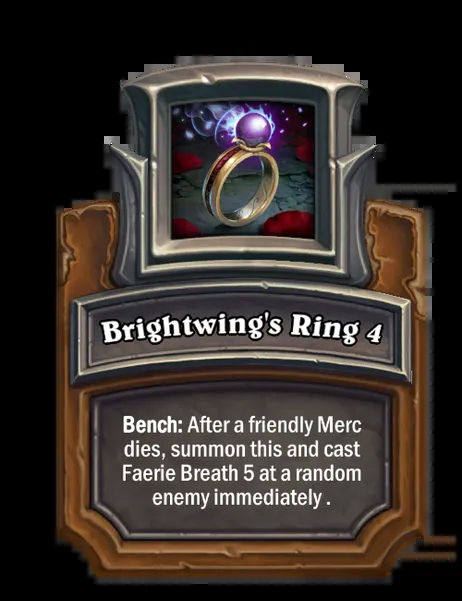 Brightwing's Ring 4
Bench: After a friendly Merc
dies, summon this and cast
Faerie Breath 5 at a random
enemy immediately .